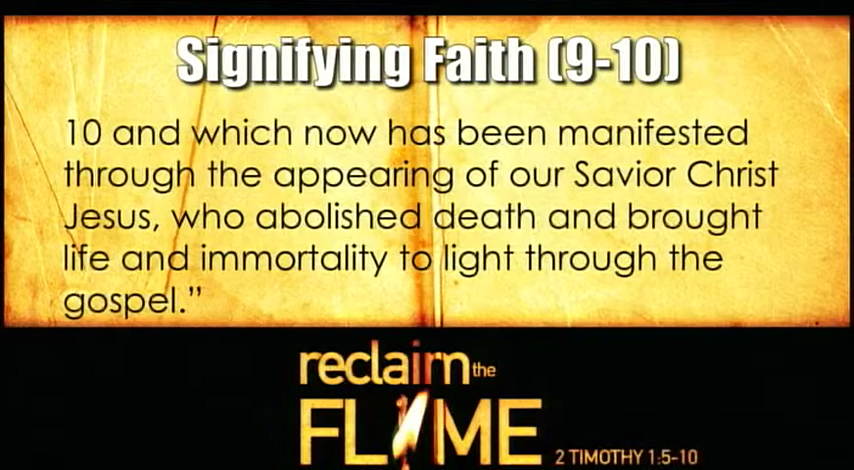 Signifying Faith (9-10)
10 and which now has been manifested
through the appearing of our Savior Christ
Jesus, who abolished death and brought
life and immortality to light through the
gospel.”
reclaim the
FLAME
2 TIMOTHY 1:5-10